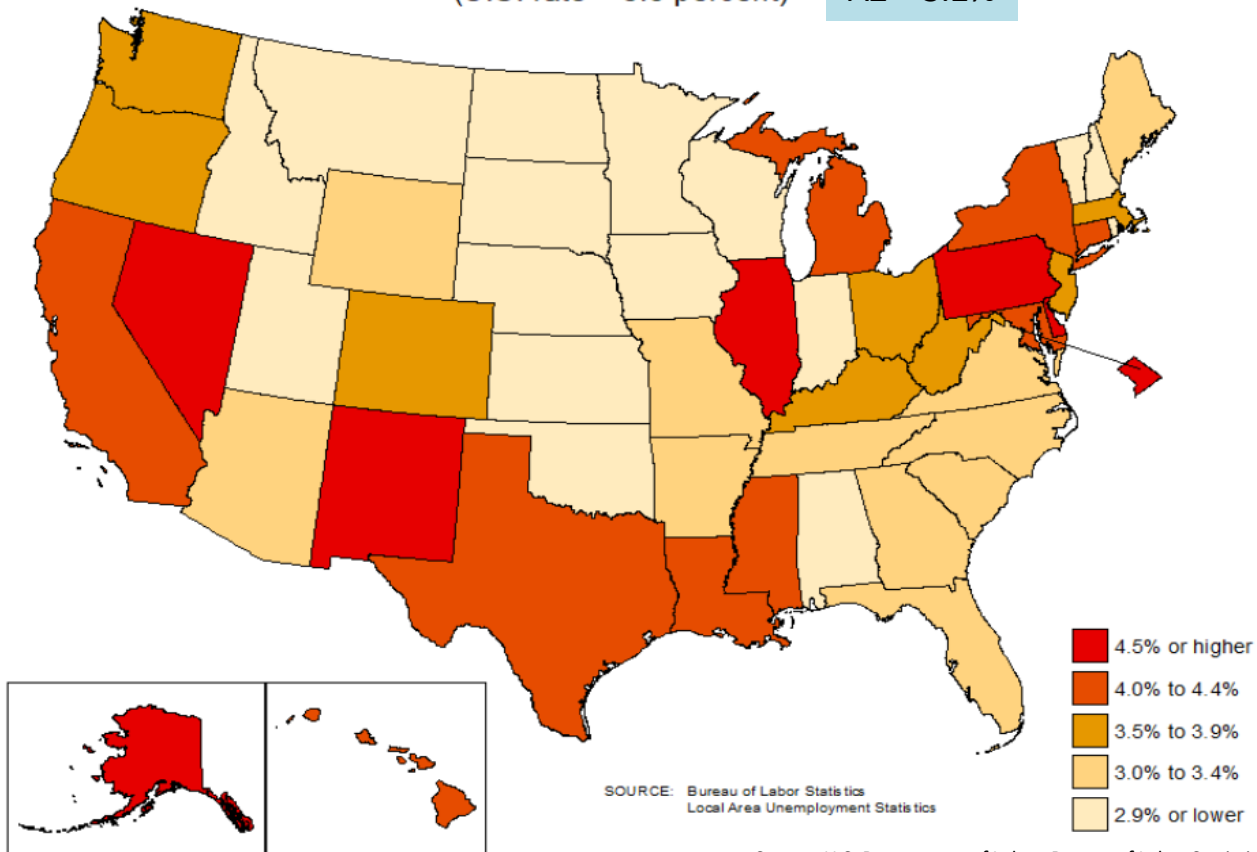 4.5% or higher
4.0% to 4.4%
3.5% to 3.9%
3.0% to 3.4%
2.9% or lower
SOURCE: Bureau of Labor Statistics
Local Area Unemployment Statistics